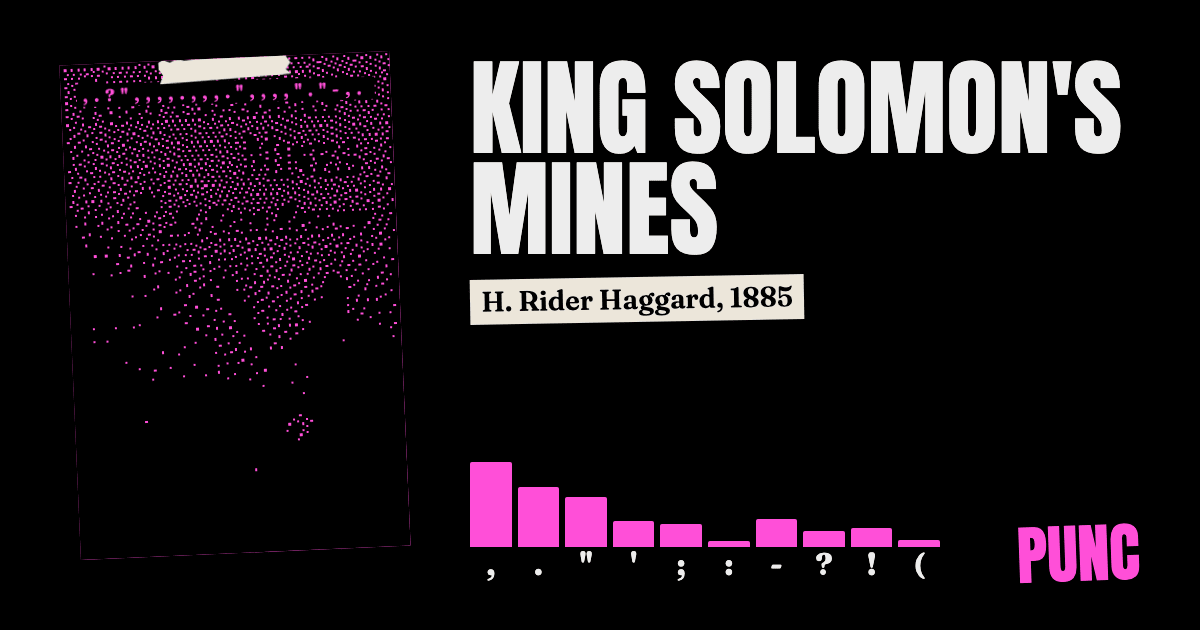 ,.?",,,,.,,,.",,,,"."-,.
KING SOLOMON'S
MINES
H. Rider Haggard, 1885
, . " ' ; : - ? ! (
PUNC